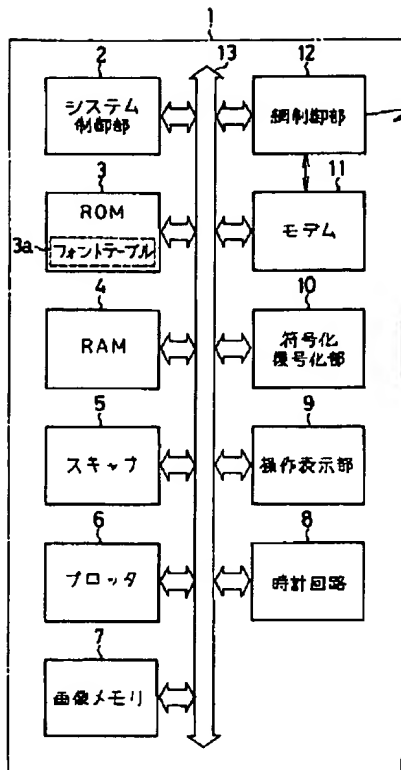 1
2
13
12
システム
制御部
網制御部
3
11
ROM
3a
フォントテーブル
モデム
4
10
RAM
符号化
復号化部
5
9
スキャナ
操作表示部
6
8
プロッタ
時計回路
7
画像メモリ